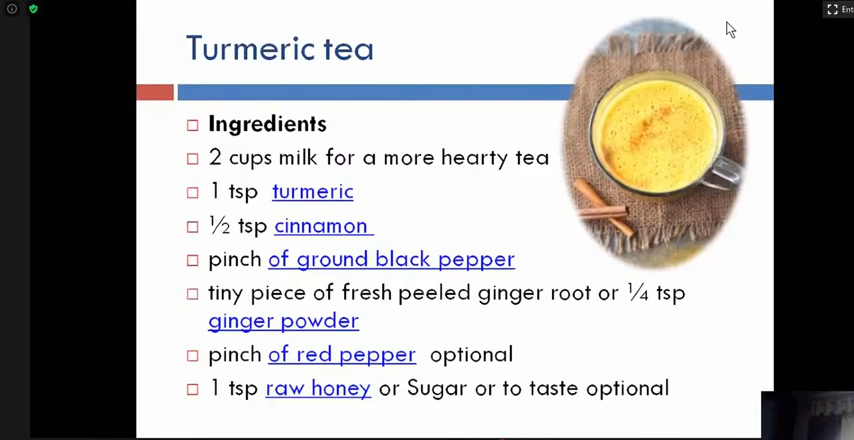 Ent
Turmeric tea
Ingredients
2 cups milk for a more hearty tea
1 tsp turmeric
½ tsp cinnamon
pinch of ground black pepper
tiny piece of fresh peeled ginger root or ¼ tsp
ginger powder
pinch of red pepper optional
1 tsp raw honey or Sugar or to taste optional